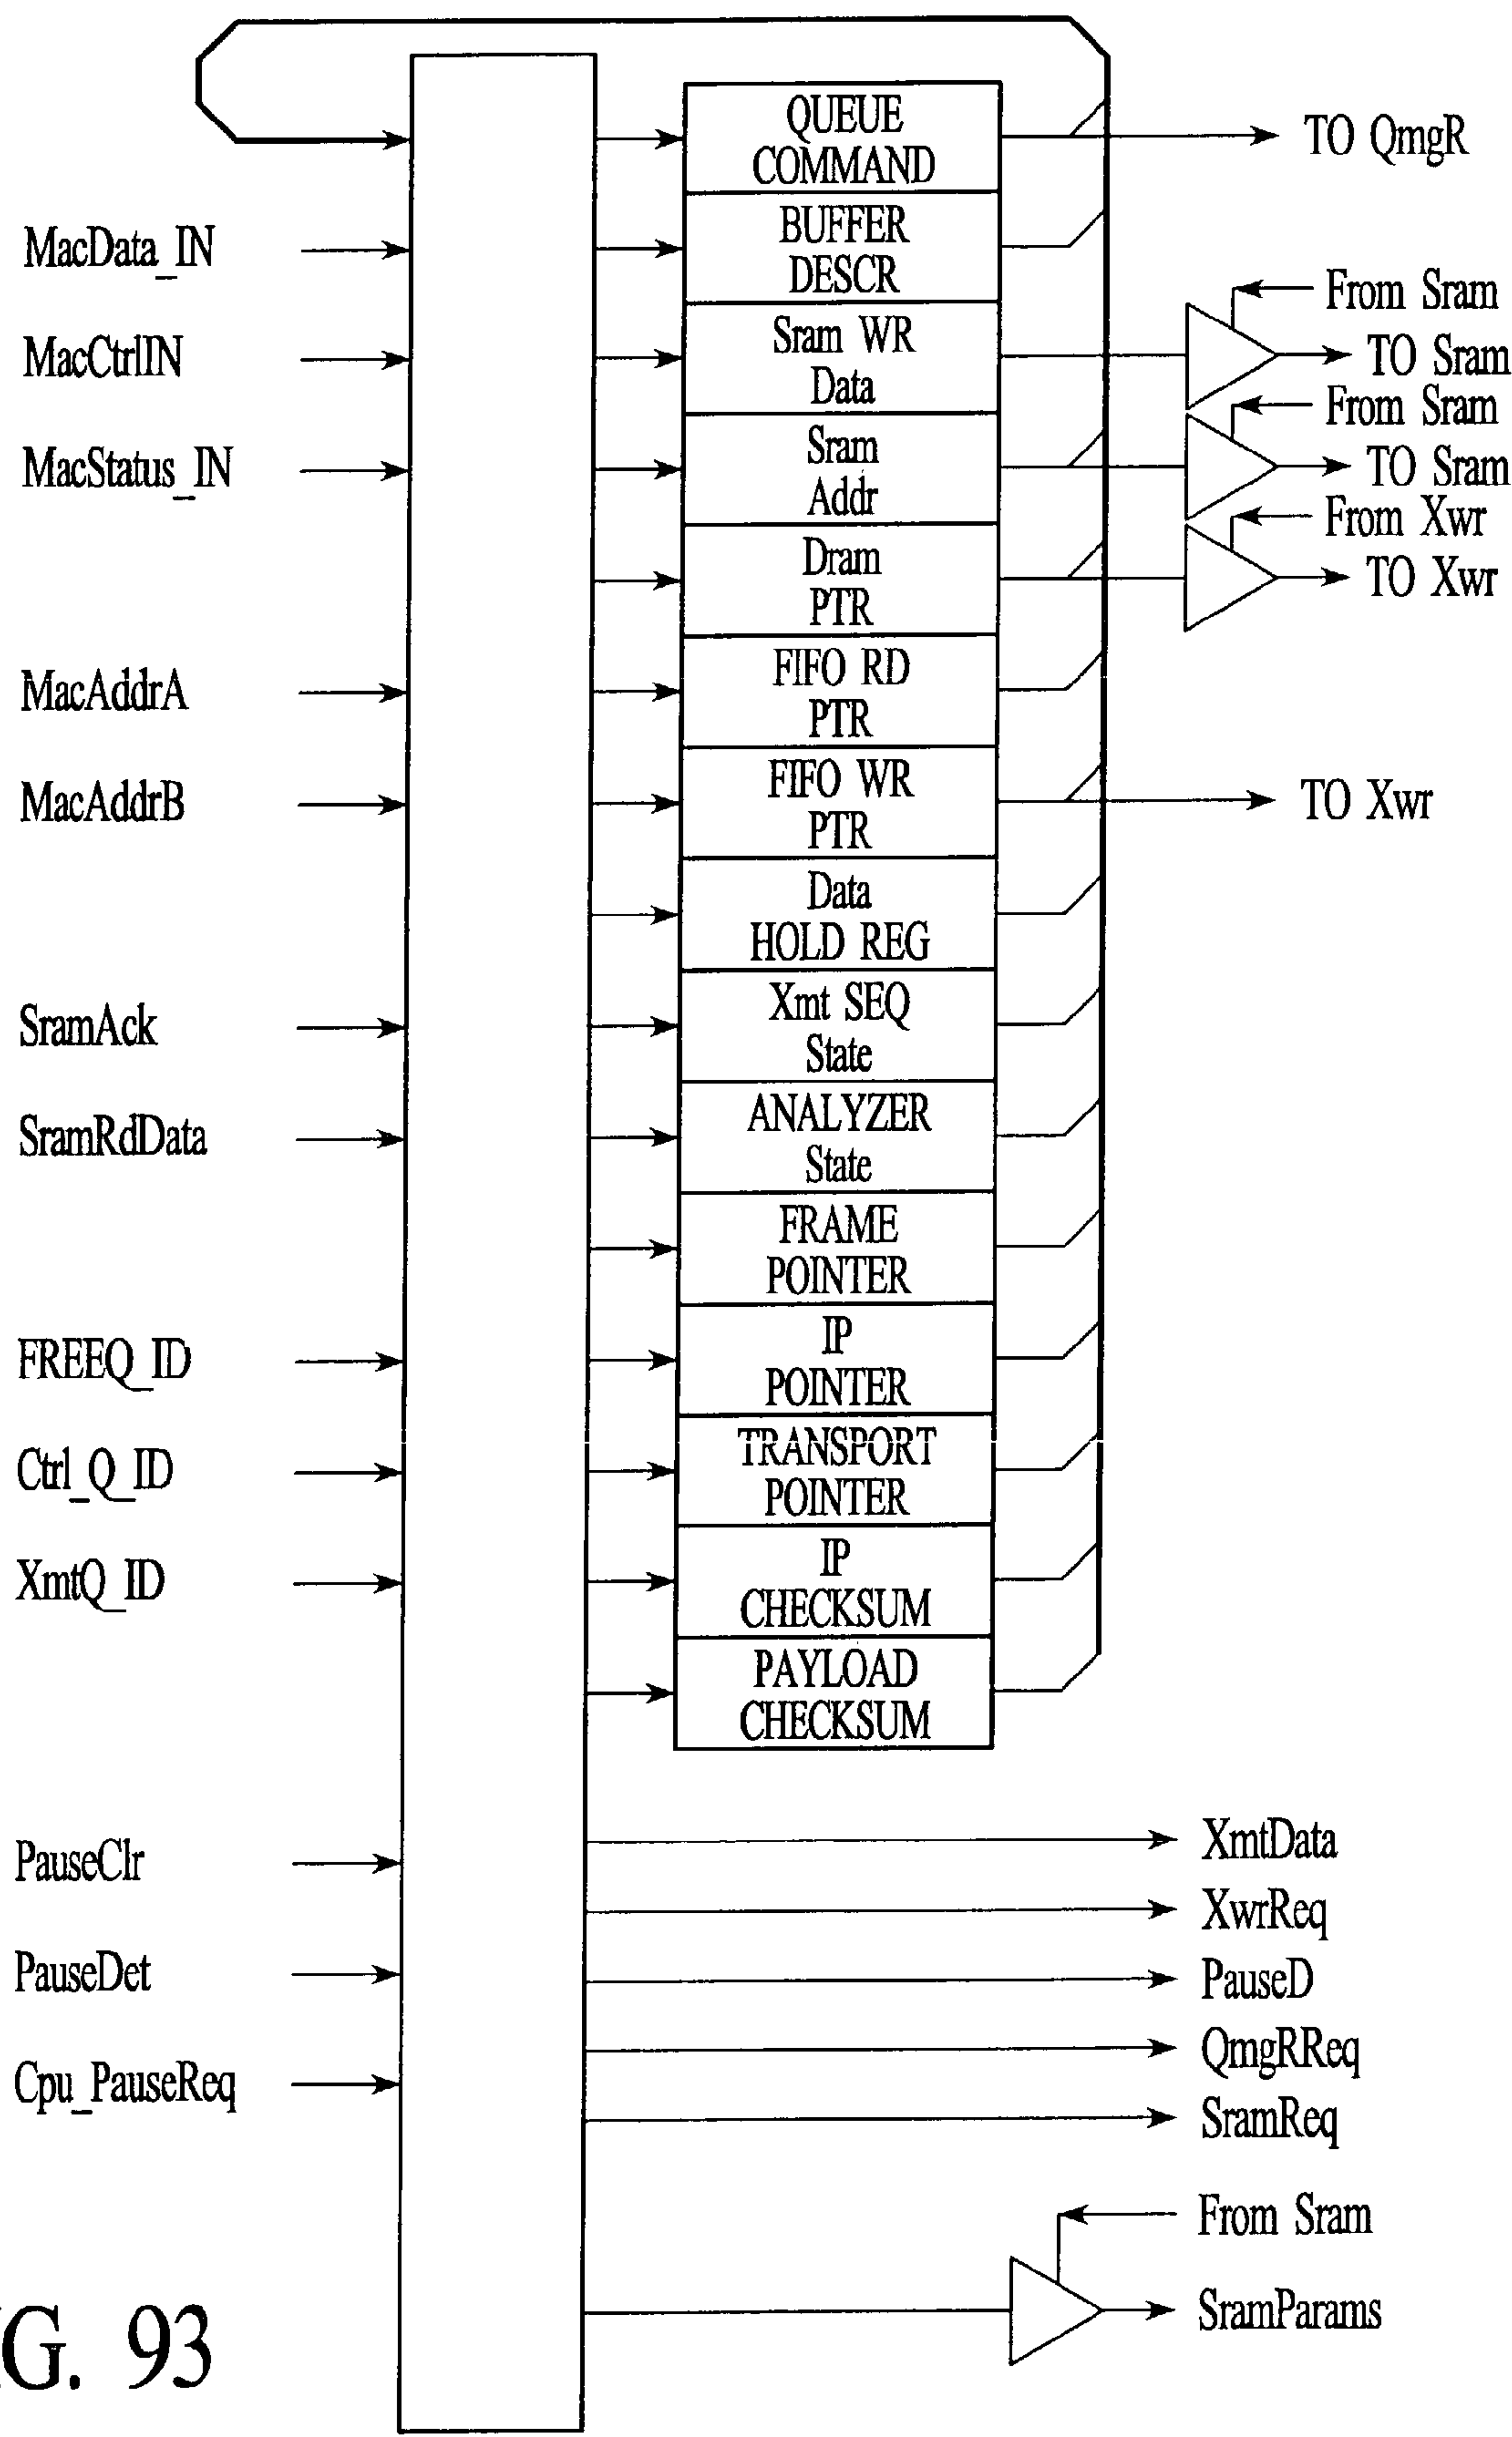 QUEUE
COMMAND
TO QmgR
MacData_IN
BUFFER
DESCR
From Sram
MacCtrlIN
Sram WR
Data
TO Sram
From Sram
MacStatus_IN
Sram
Addr
TO Sram
From Xwr
Dram
PTR
TO Xwr
MacAddrA
FIFO RD
PTR
MacAddrB
FIFO WR
PTR
TO Xwr
Data
HOLD REG
SramAck
Xmt SEQ
State
SramRdData
ANALYZER
State
FRAME
POINTER
FREEQ_ID
IP
POINTER
Ctrl_Q_ID
TRANSPORT
POINTER
XmtQ_ID
IP
CHECKSUM
PAYLOAD
CHECKSUM
PauseClr
XmtData
XwrReq
PauseDet
PauseD
QmgRReq
Cpu_PauseReq
SramReq
From Sram
SramParams
G. 93